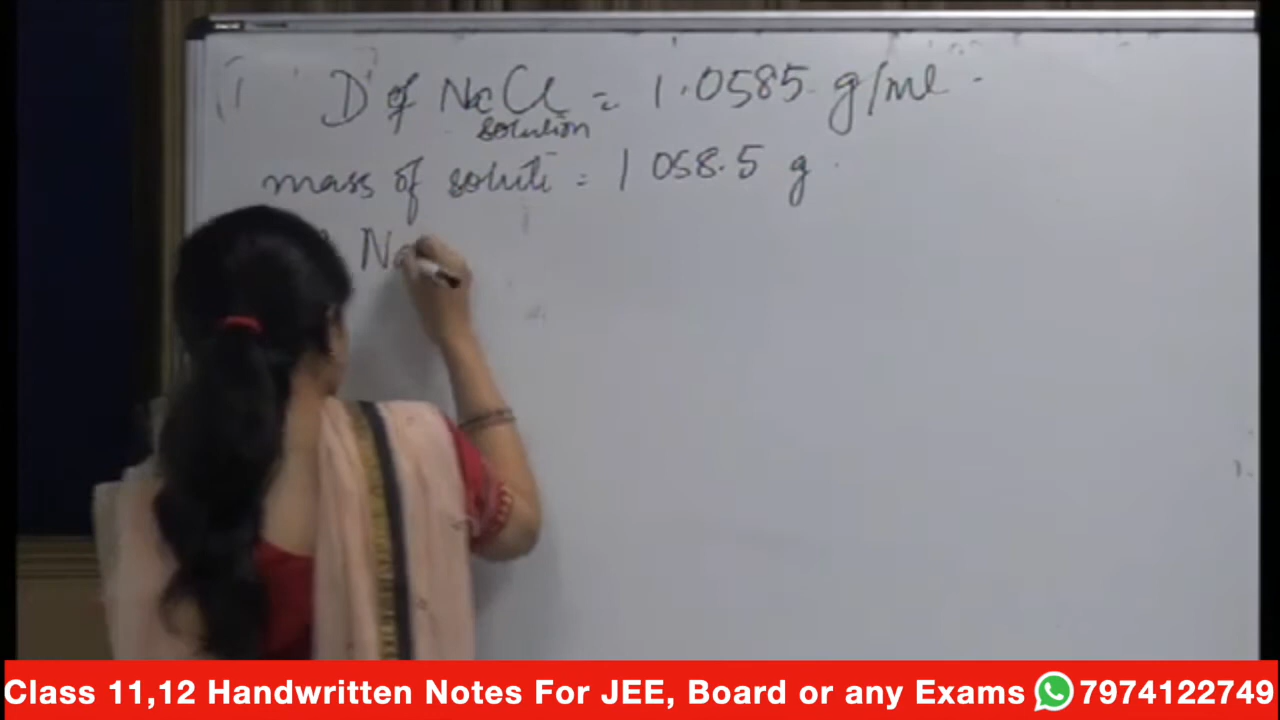 D of NaCl = 1.0585 g/ml
solution
mass of soluti = 1058.5 g
Na
Class 11,12 Handwritten Notes For JEE, Board or any Exams 7974122749